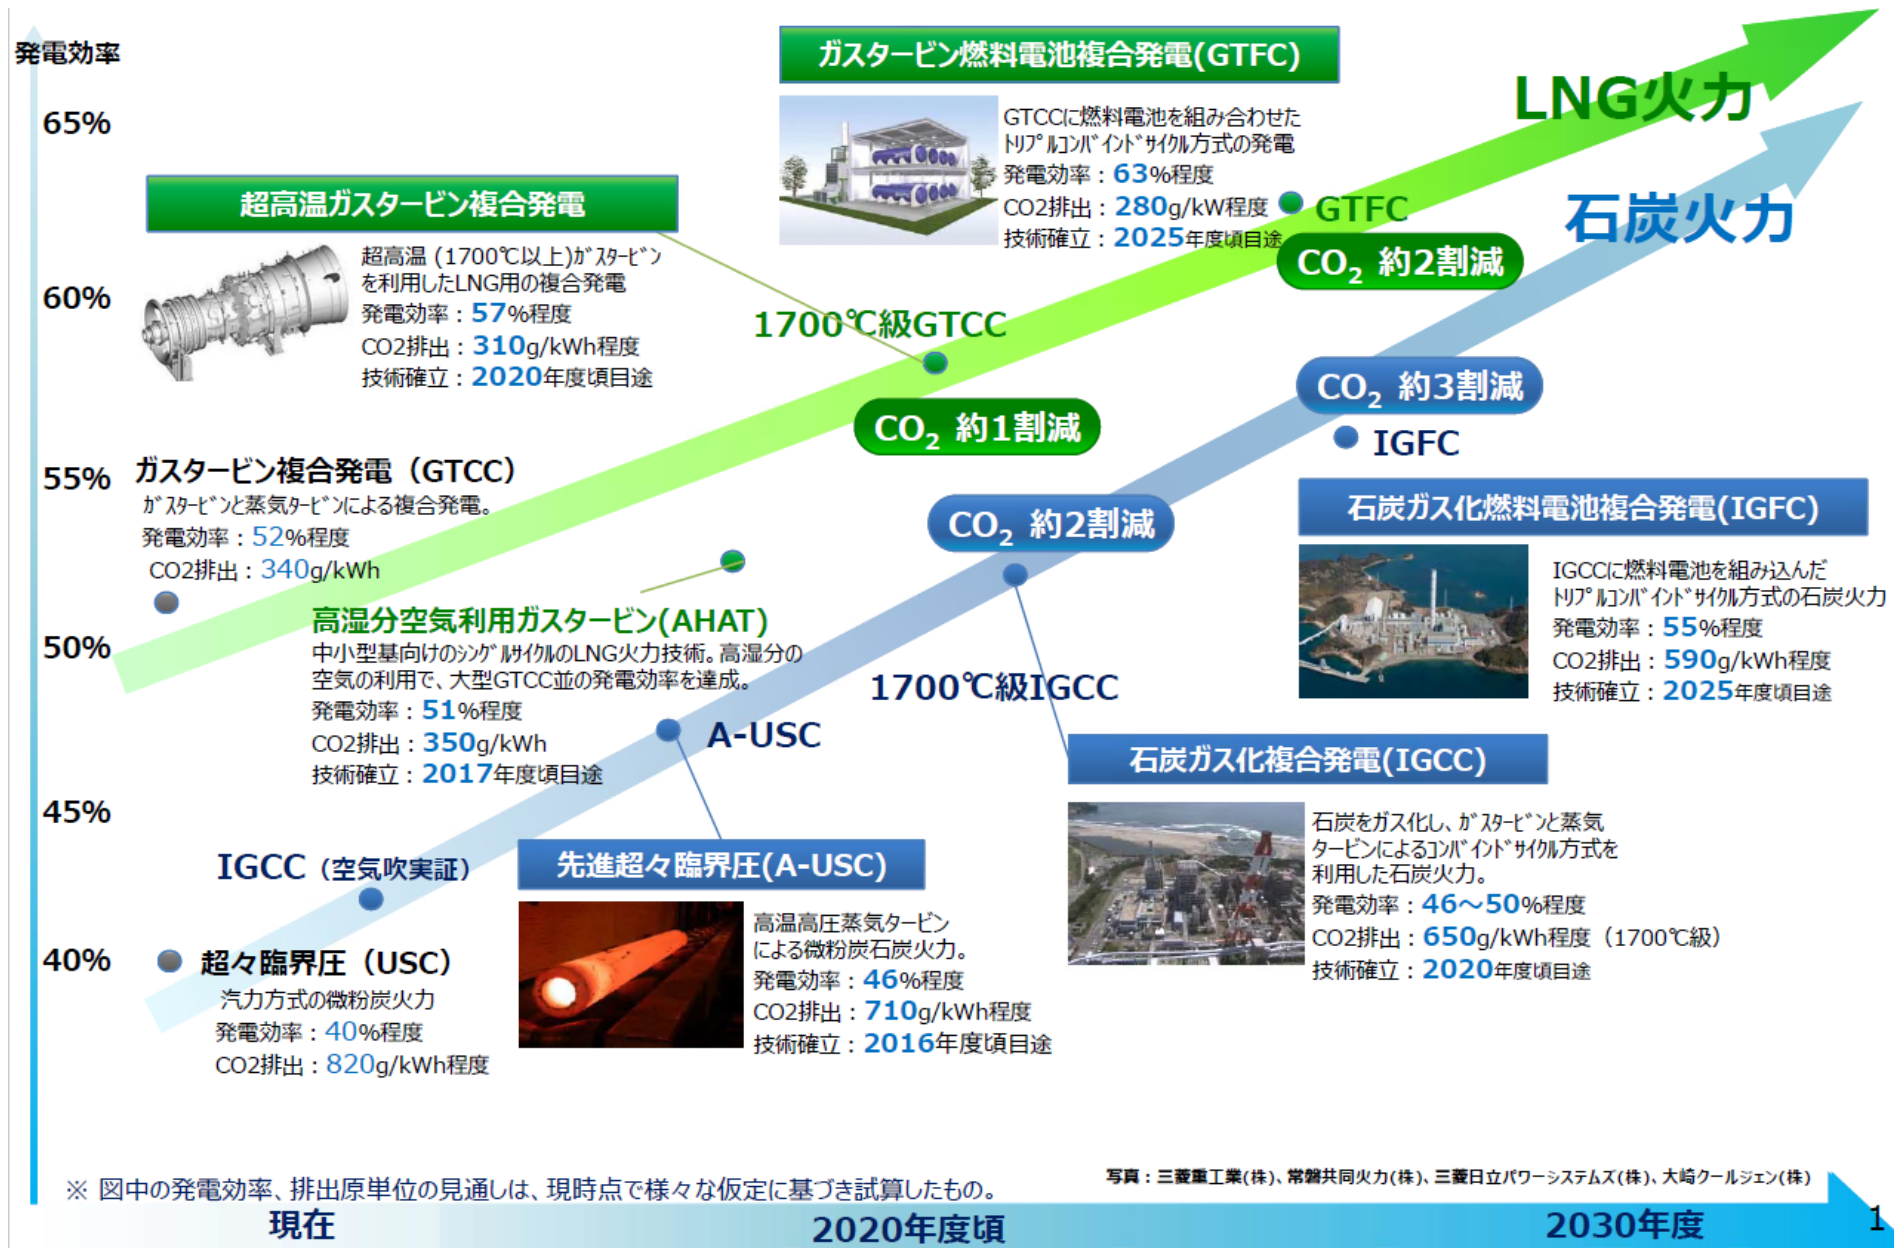 発電効率
65%
60%
55%
50%
45%
40%
ガスタービン燃料電池複合発電(GTFC)
GTCCに燃料電池を組み合わせた
ﾄﾘﾌﾟﾙｺﾝﾊﾞｲﾝﾄﾞｻｲｸﾙ方式の発電
発電効率：63%程度
CO2排出：280g/kW程度
技術確立：2025年度頃目途
GTFC
CO2 約2割減
LNG火力
石炭火力
超高温ガスタービン複合発電
超高温 (1700℃以上)ｶﾞｽﾀｰﾋﾞﾝ
を利用したLNG用の複合発電
発電効率：57%程度
CO2排出：310g/kWh程度
技術確立：2020年度頃目途
1700℃級GTCC
CO2 約1割減
ガスタービン複合発電（GTCC）
ｶﾞｽﾀｰﾋﾞﾝと蒸気ﾀｰﾋﾞﾝによる複合発電。
発電効率：52%程度
CO2排出：340g/kWh
高湿分空気利用ガスタービン(AHAT)
中小型基向けのｼﾝｸﾞﾙｻｲｸﾙのLNG火力技術。高湿分の
空気の利用で、大型GTCC並の発電効率を達成。
発電効率：51%程度
CO2排出：350g/kWh
技術確立：2017年度頃目途
CO2 約3割減
IGFC
石炭ガス化燃料電池複合発電(IGFC)
IGCCに燃料電池を組み込んだ
ﾄﾘﾌﾟﾙｺﾝﾊﾞｲﾝﾄﾞｻｲｸﾙ方式の石炭火力
発電効率：55%程度
CO2排出：590g/kWh程度
技術確立：2025年度頃目途
CO2 約2割減
1700℃級IGCC
石炭ガス化複合発電(IGCC)
石炭をガス化し、ｶﾞｽﾀｰﾋﾞﾝと蒸気
タービンによるｺﾝﾊﾞｲﾝﾄﾞｻｲｸﾙ方式を
利用した石炭火力。
発電効率：46～50%程度
CO2排出：650g/kWh程度（1700℃級）
技術確立：2020年度頃目途
A-USC
先進超々臨界圧(A-USC)
高温高圧蒸気タービン
による微粉炭石炭火力。
発電効率：46%程度
CO2排出：710g/kWh程度
技術確立：2016年度頃目途
IGCC（空気吹実証）
超々臨界圧（USC）
汽力方式の微粉炭火力
発電効率：40%程度
CO2排出：820g/kWh程度
※ 図中の発電効率、排出原単位の見通しは、現時点で様々な仮定に基づき試算したもの。
写真：三菱重工業(株)、常磐共同火力(株)、三菱日立パワーシステムズ(株)、大崎クールジェン(株)
現在
2020年度頃
2030年度
1